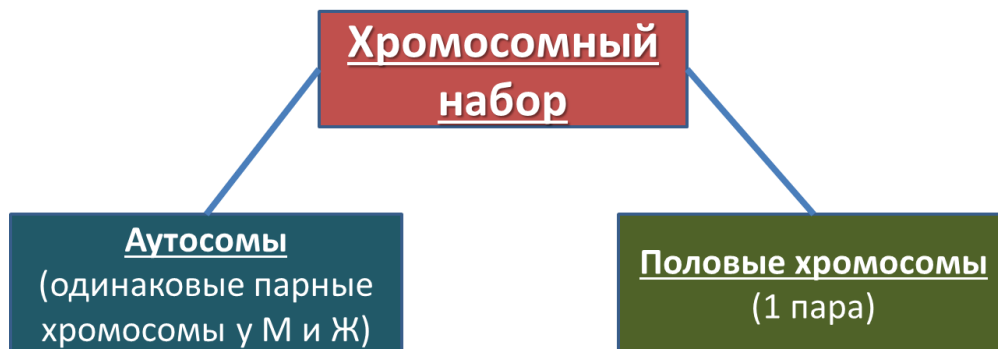 Хромосомный
набор
Аутосомы
(одинаковые парные
хромосомы у М и Ж)
Половые хромосомы
(1 пара)